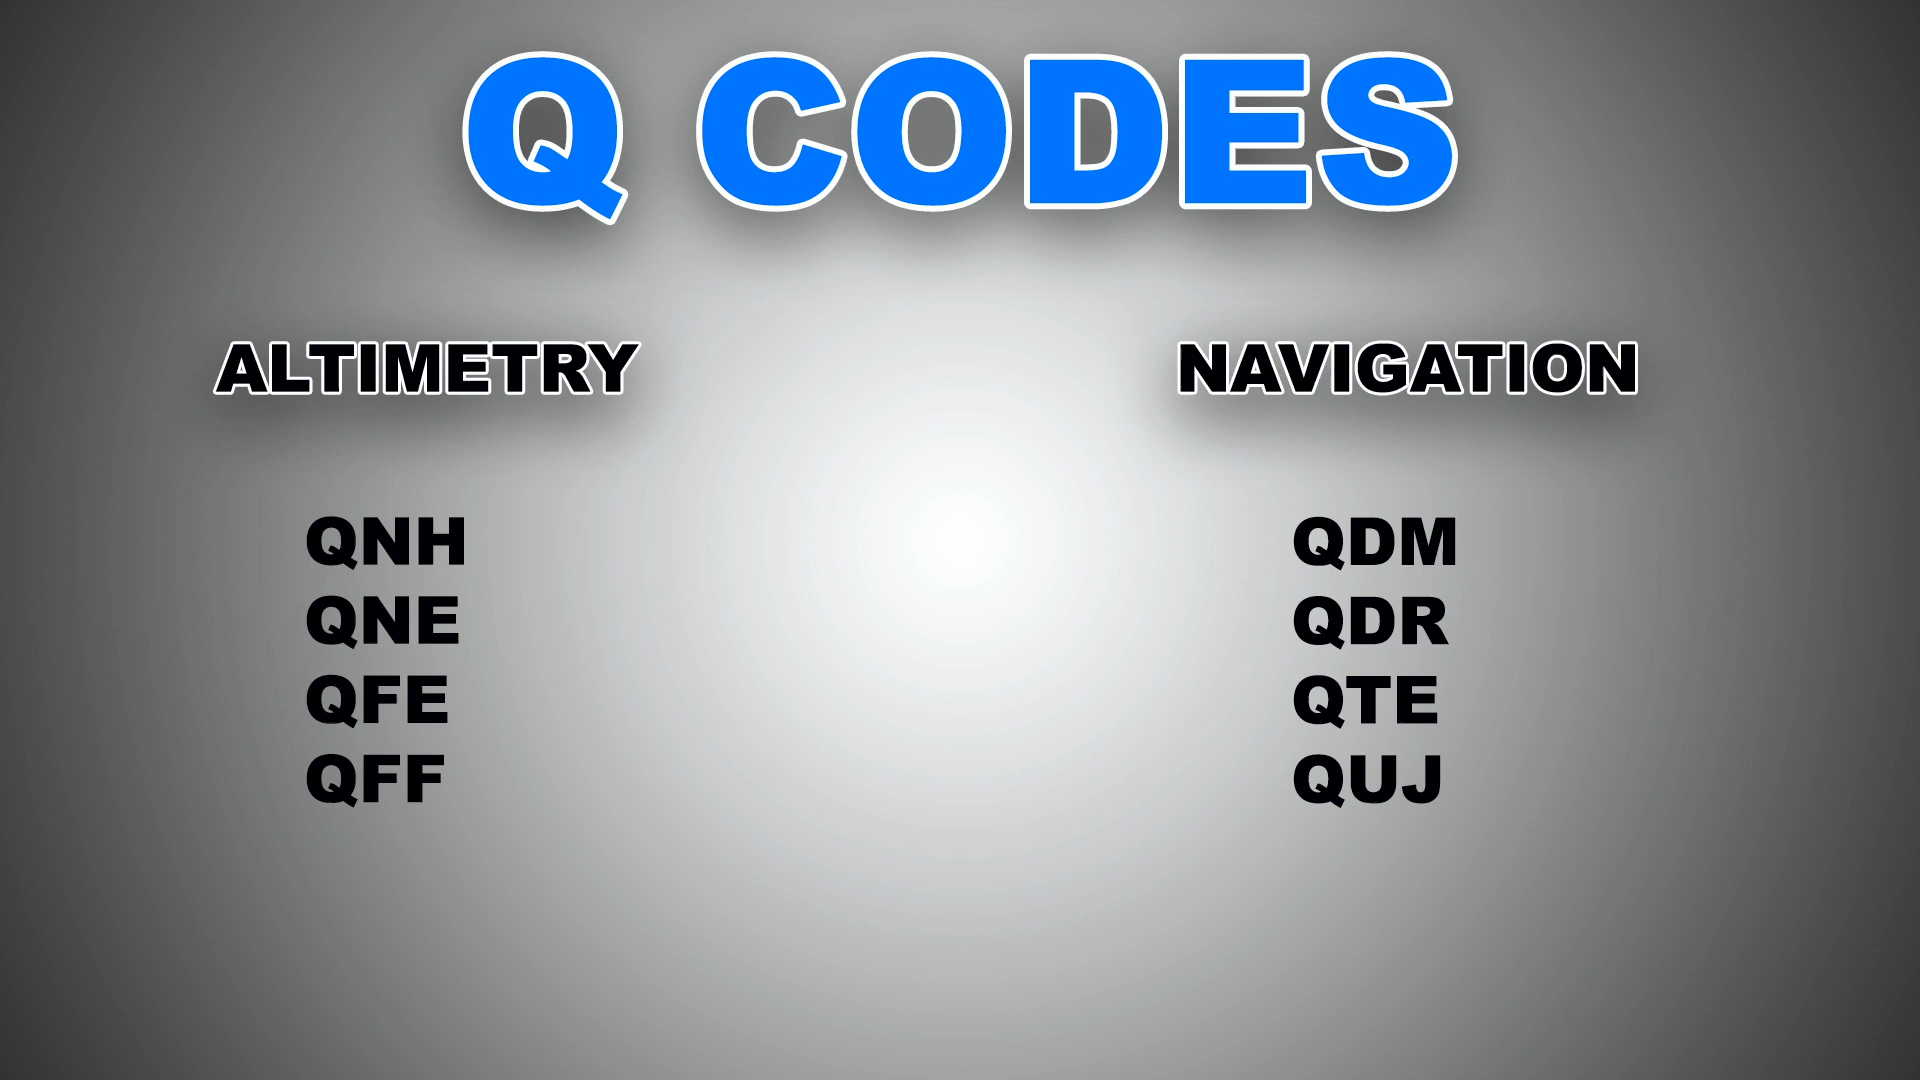 Q CODES
ALTIMETRY
QNH
QNE
QFE
QFF
NAVIGATION
QDM
QDR
QTE
QUJ